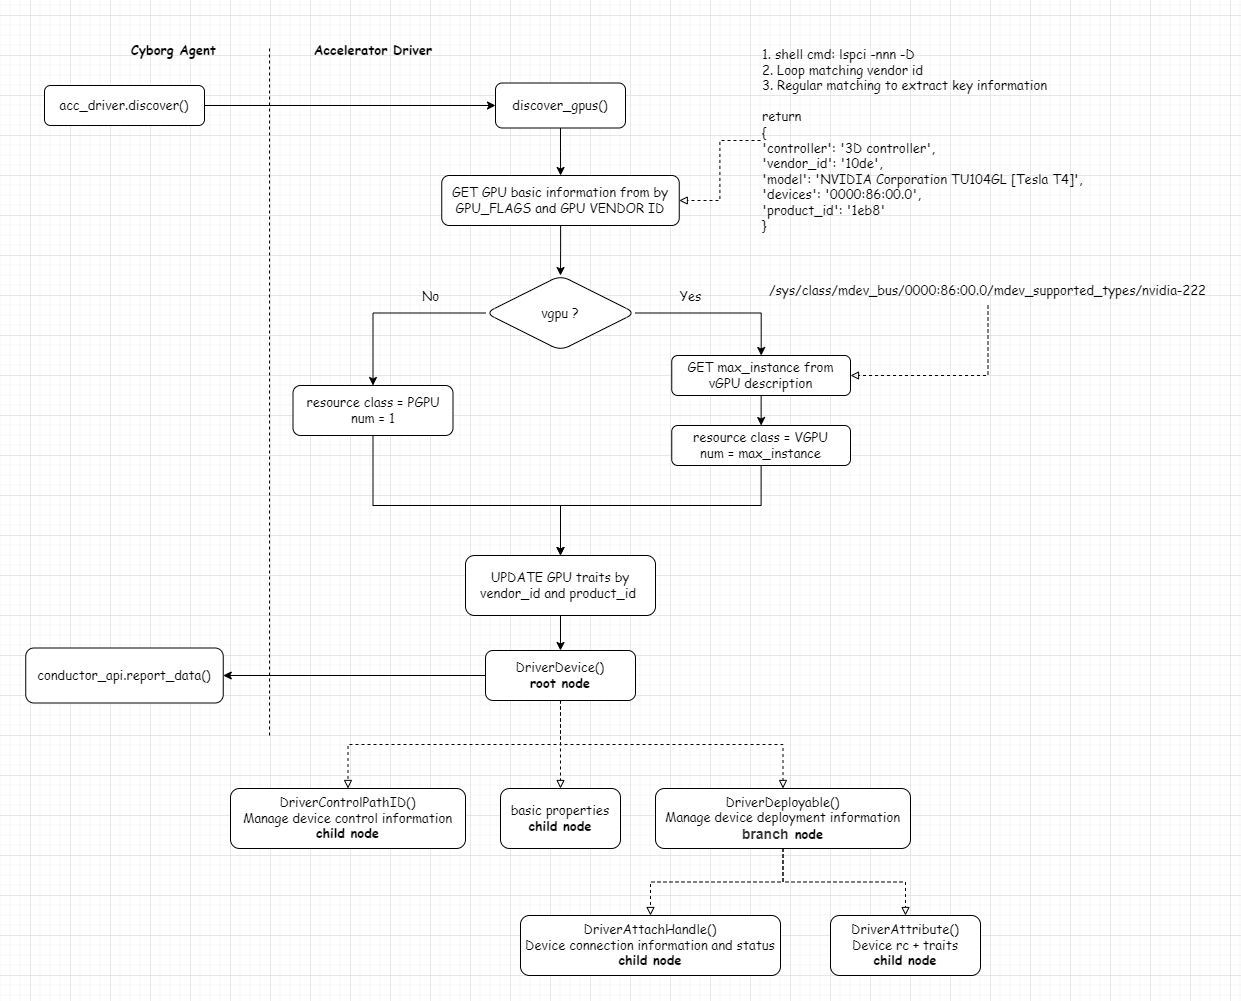 Cyborg Agent
Accelerator Driver
1. shell cmd: lspci -nnn -D
2. Loop matching vendor id
3. Regular matching to extract key information
return
{
'controller': '3D controller',
'vendor_id': '10de',
'model': 'NVIDIA Corporation TU104GL [Tesla T4]',
'devices': '0000:86:00.0',
'product_id': '1eb8'
}
acc_driver.discover()
discover_gpus()
GET GPU basic information from by
GPU_FLAGS and GPU VENDOR ID
/sys/class/mdev_bus/0000:86:00.0/mdev_supported_types/nvidia-222
No
vgpu ?
Yes
GET max_instance from
vGPU description
resource class = PGPU
num = 1
resource class = VGPU
num = max_instance
UPDATE GPU traits by
vendor_id and product_id
conductor_api.report_data()
DriverDevice()
root node
DriverControlPathID()
Manage device control information
child node
basic properties
child node
DriverDeployable()
Manage device deployment information
branch node
DriverAttachHandle()
Device connection information and status
child node
DriverAttribute()
Device rc + traits
child node